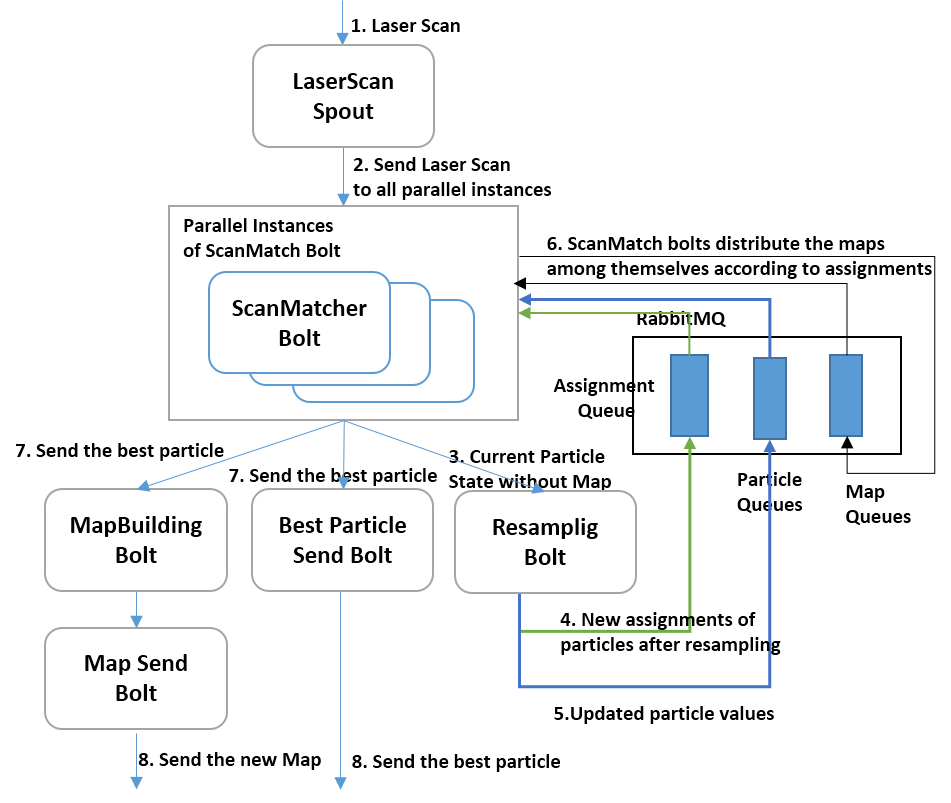 1. Laser Scan
LaserScan
Spout
2. Send Laser Scan
to all parallel instances
Parallel Instances
of ScanMatch Bolt
ScanMatcher
Bolt
6. ScanMatch bolts distribute the maps
among themselves according to assignments
RabbitMQ
Assignment
Queue
Particle
Queues
Map
Queues
7. Send the best particle
7. Send the best particle
3. Current Particle
State without Map
MapBuilding
Bolt
Best Particle
Send Bolt
Resamplig
Bolt
4. New assignments of
particles after resampling
5.Updated particle values
Map Send
Bolt
8. Send the new Map
8. Send the best particle